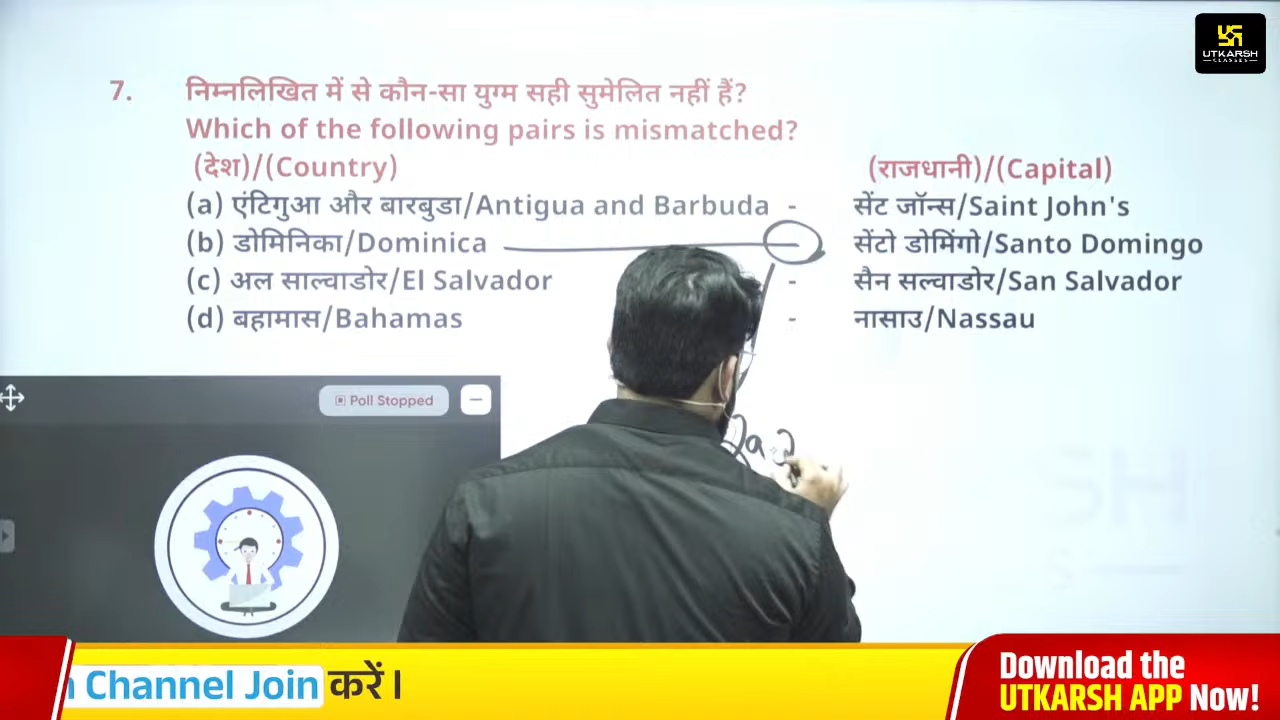 UTKARSH
CLASSES
7. निम्नलिखित में से कौन-सा युग्म सही सुमेलित नहीं हैं?
Which of the following pairs is mismatched?
(देश)/(Country) (राजधानी)/(Capital)
(a) एंटिगुआ और बारबुडा/Antigua and Barbuda - सेंट जॉन्स/Saint John's
(b) डोमिनिका/Dominica - सेंटो डोमिंगो/Santo Domingo
(c) अल साल्वाडोर/El Salvador - सैन सल्वाडोर/San Salvador
(d) बहामास/Bahamas - नासाउ/Nassau
Poll Stopped
Channel Join करें।
Download the
UTKARSH APP Now!